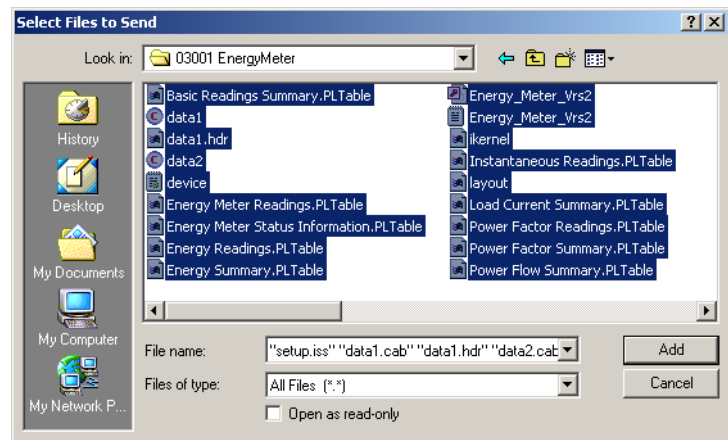 Select Files to Send
Look in: 03001 EnergyMeter
History
Desktop
My Documents
My Computer
My Network P...
Basic Readings Summary.PLTable
data1
data1.hdr
data2
device
Energy Meter Readings.PLTable
Energy Meter Status Information.PLTable
Energy Readings.PLTable
Energy Summary.PLTable
Energy_Meter_Vrs2
Energy_Meter_Vrs2
ikernel
Instantaneous Readings.PLTable
layout
Load Current Summary.PLTable
Power Factor Readings.PLTable
Power Factor Summary.PLTable
Power Flow Summary.PLTable
File name: "setup.iss" "data1.cab" "data1.hdr" "data2.cab Add
Files of type: All Files (*.*) Cancel
Open as read-only